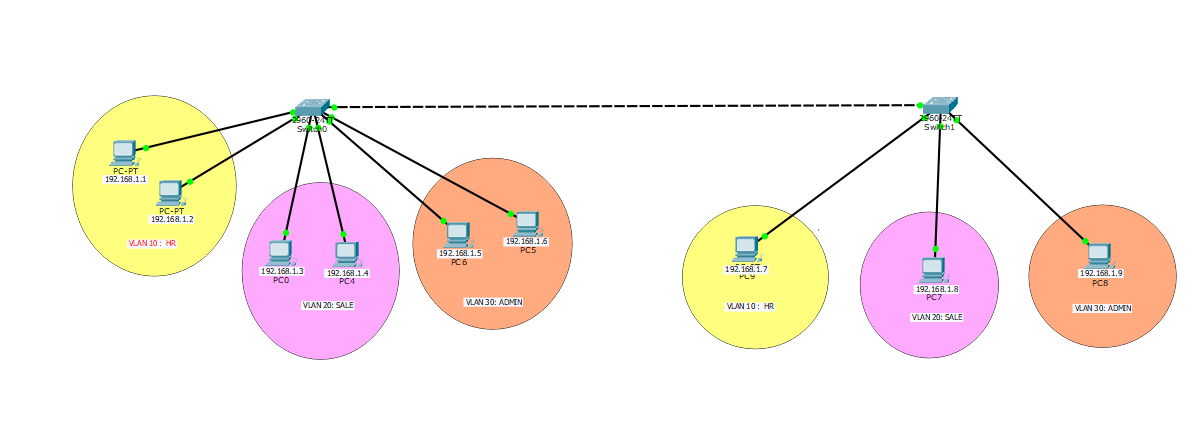 2960-24TT
Switch0
2960-24TT
Switch1
PC-PT
192.168.1.1
PC-PT
192.168.1.2
VLAN 10 : HR
192.168.1.3
PC0
192.168.1.4
PC4
VLAN 20: SALE
192.168.1.5
PC6
192.168.1.6
PC5
VLAN 30: ADMIN
192.168.1.7
PC9
VLAN 10 : HR
192.168.1.8
PC7
VLAN 20: SALE
192.168.1.9
PC8
VLAN 30: ADMIN